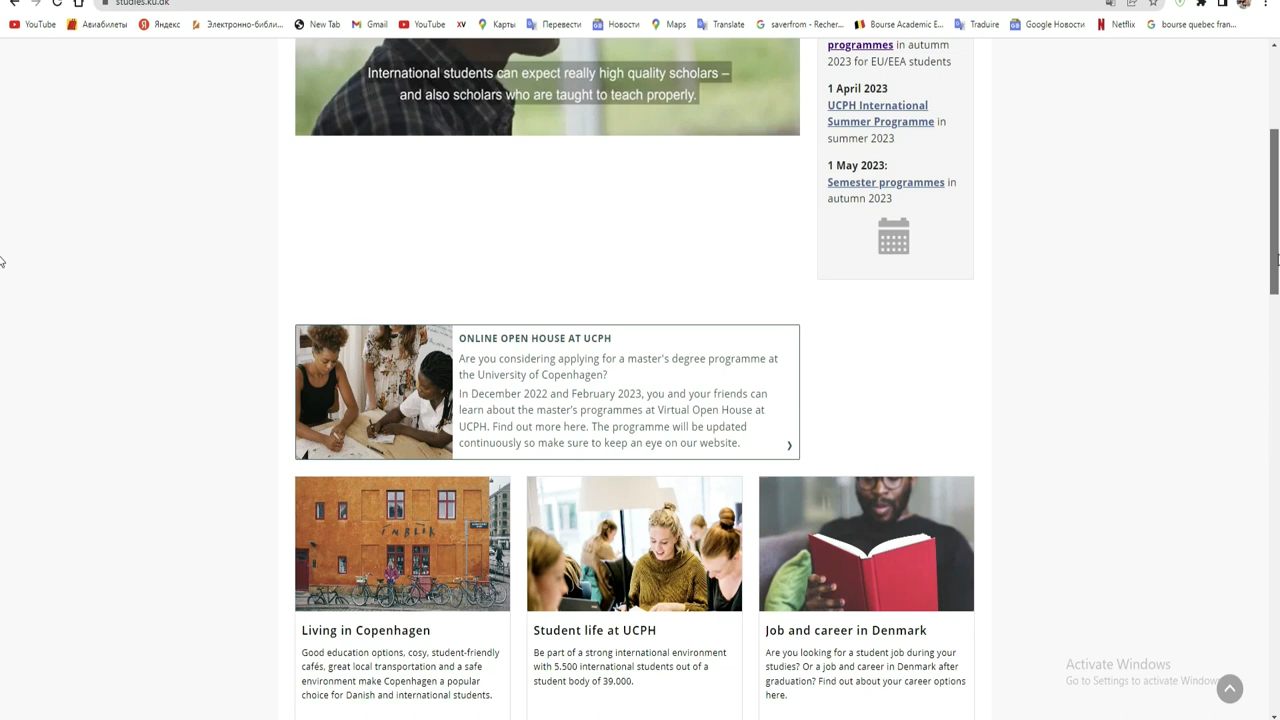 studies.ku.dk
YouTube Авиабилеты Яндекс Электронно-библи... New Tab Gmail YouTube Карты Перевести Новости Maps Translate saverfrom - Recher... Bourse Academic E... Traduire Google Новости Netflix bourse quebec fran...
International students can expect really high quality scholars –
and also scholars who are taught to teach properly.
programmes in autumm
2023 for EU/EEA students
1 April 2023
UCPH International
Summer Programme in
summer 2023
1 May 2023:
Semester programmes in
autumn 2023
ONLINE OPEN HOUSE AT UCPH
Are you considering applying for a master's degree programme at
the University of Copenhagen?
In December 2022 and February 2023, you and your friends can
learn about the master's programmes at Virtual Open House at
UCPH. Find out more here. The programme will be updated
continuously so make sure to keep an eye on our website.
Living in Copenhagen
Good education options, cosy, student-friendly
cafés, great local transportation and a safe
environment make Copenhagen a popular
choice for Danish and international students.
Student life at UCPH
Be part of a strong international environment
with 5.500 international students out of a
student body of 39.000.
Job and career in Denmark
Are you looking for a student job during your
studies? Or a job and career in Denmark after
graduation? Find out about your career options
here.
Activate Windows
Go to Settings to activate Windows.